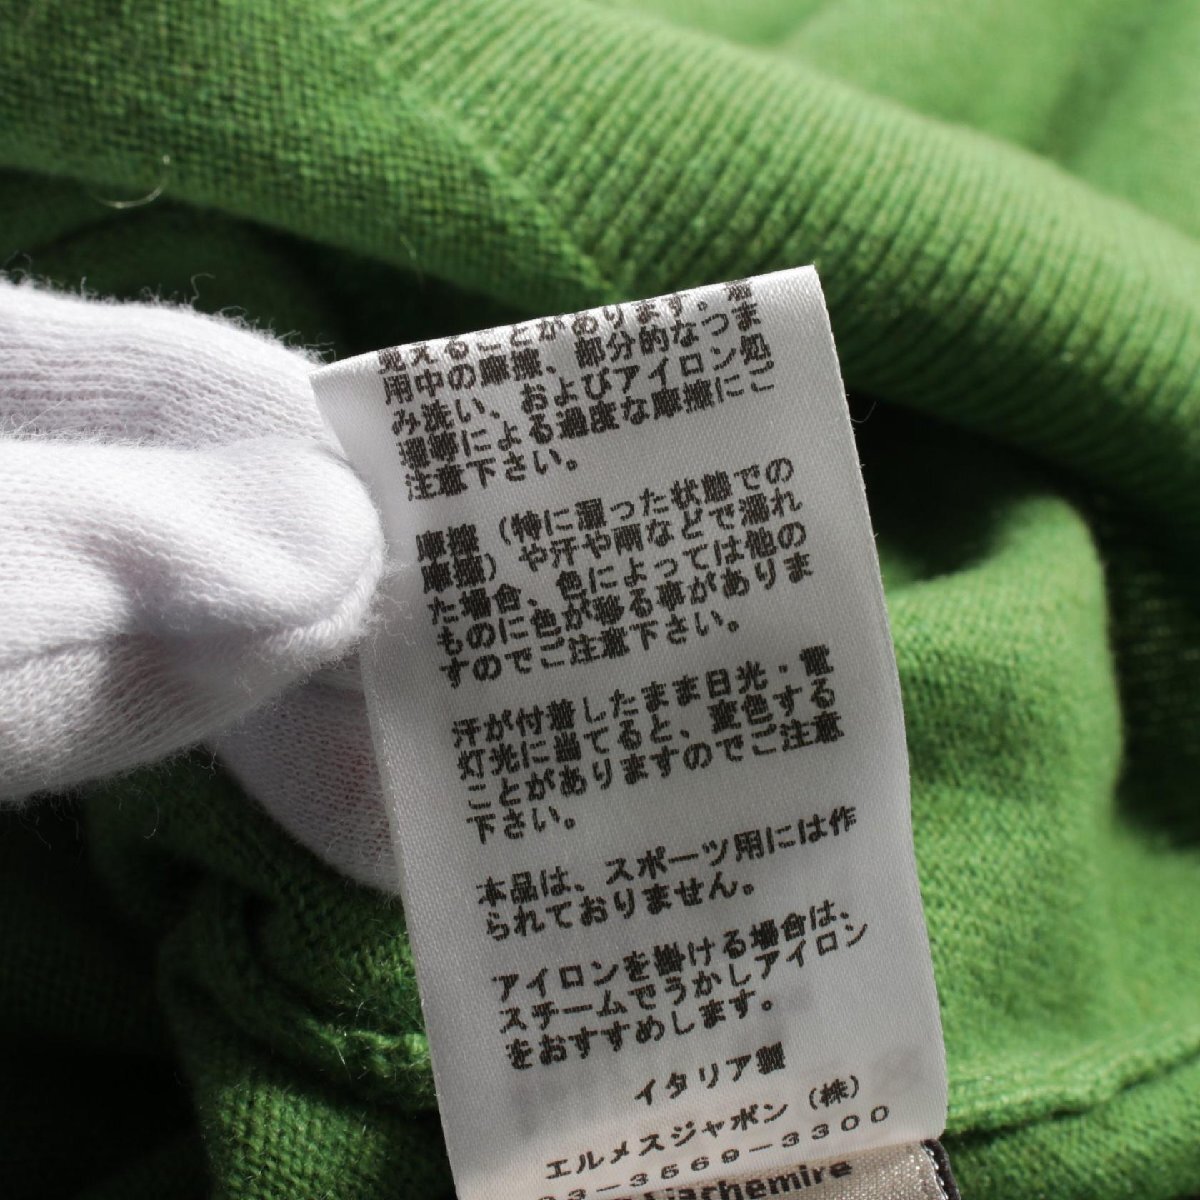 見えることがあります。着
用中の摩擦、部分的なつま
み洗い、およびアイロン処
理等による過度な摩擦にご
注意下さい。
摩擦（特に湿った状態での
摩擦）や汗や雨などで濡れ
た場合、色によっては他の
ものに色が移る事がありま
すのでご注意下さい。
汗が付着したまま日光・電
灯光に当てると、変色する
ことがありますのでご注意
下さい。
本品は、スポーツ用には作
られておりません。
アイロンを掛ける場合は、
スチームでうかしアイロン
をおすすめします。
イタリア製
エルメスジャポン（株）
03-3569-3300
Cachemire